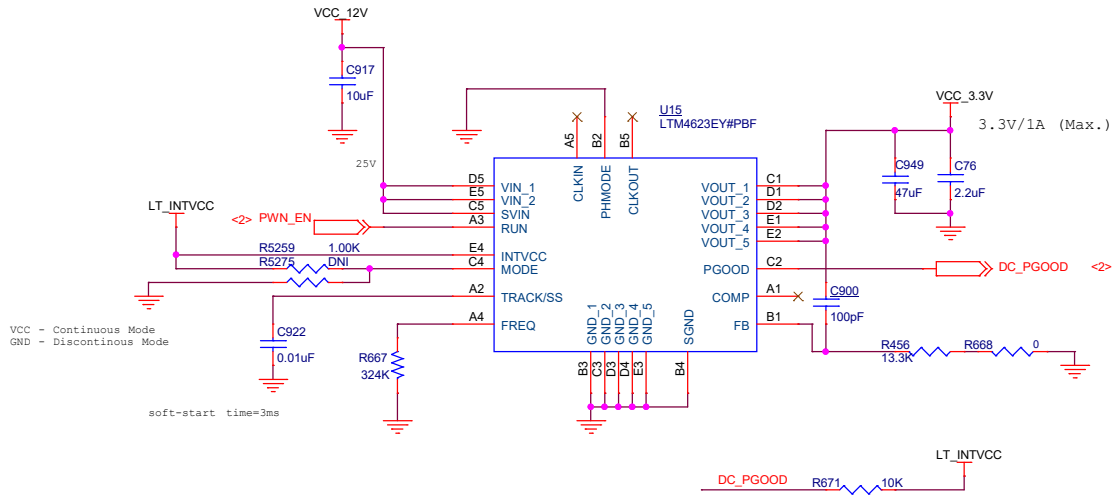 VCC_12V
C917
10uF
25V
U15
LTM4623EY#PBF
A5
B2
B5
CLKIN
PHMODE
CLKOUT
VCC_3.3V
3.3V/1A (Max.)
C949
47uF
C76
2.2uF
LT_INTVCC
<2> PWN_EN
D5 VIN_1
E5 VIN_2
C5 SVIN
A3 RUN
E4 INTVCC
C4 MODE
A2 TRACK/SS
A4 FREQ
R5259 1.00K
R5275 DNI
VOUT_1 C1
VOUT_2 D1
VOUT_3 D2
VOUT_4 E1
VOUT_5 E2
PGOOD C2
COMP A1
FB B1
DC_PGOOD <2>
C900
100pF
VCC - Continuous Mode
GND - Discontinous Mode
C922
0.01uF
R667
324K
GND_1
GND_2
GND_3
GND_4
GND_5
SGND
B3
C3
D3
D4
E3
B4
R456
13.3K
R668 0
soft-start time=3ms
LT_INTVCC
DC_PGOOD R671 10K